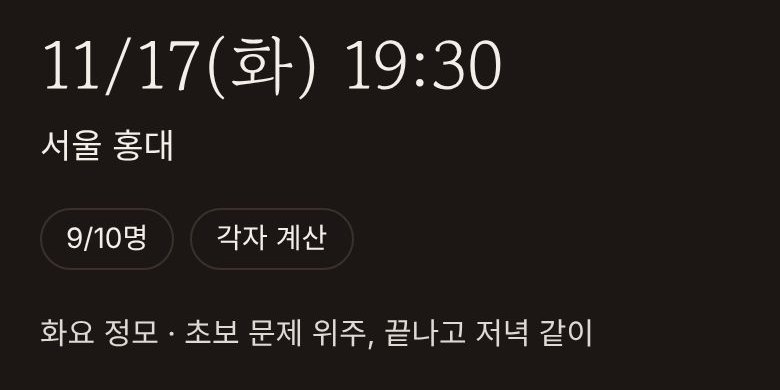 11/17(화) 19:30
서울 홍대
9/10명 각자 계산
화요 정모 · 초보 문제 위주, 끝나고 저녁 같이